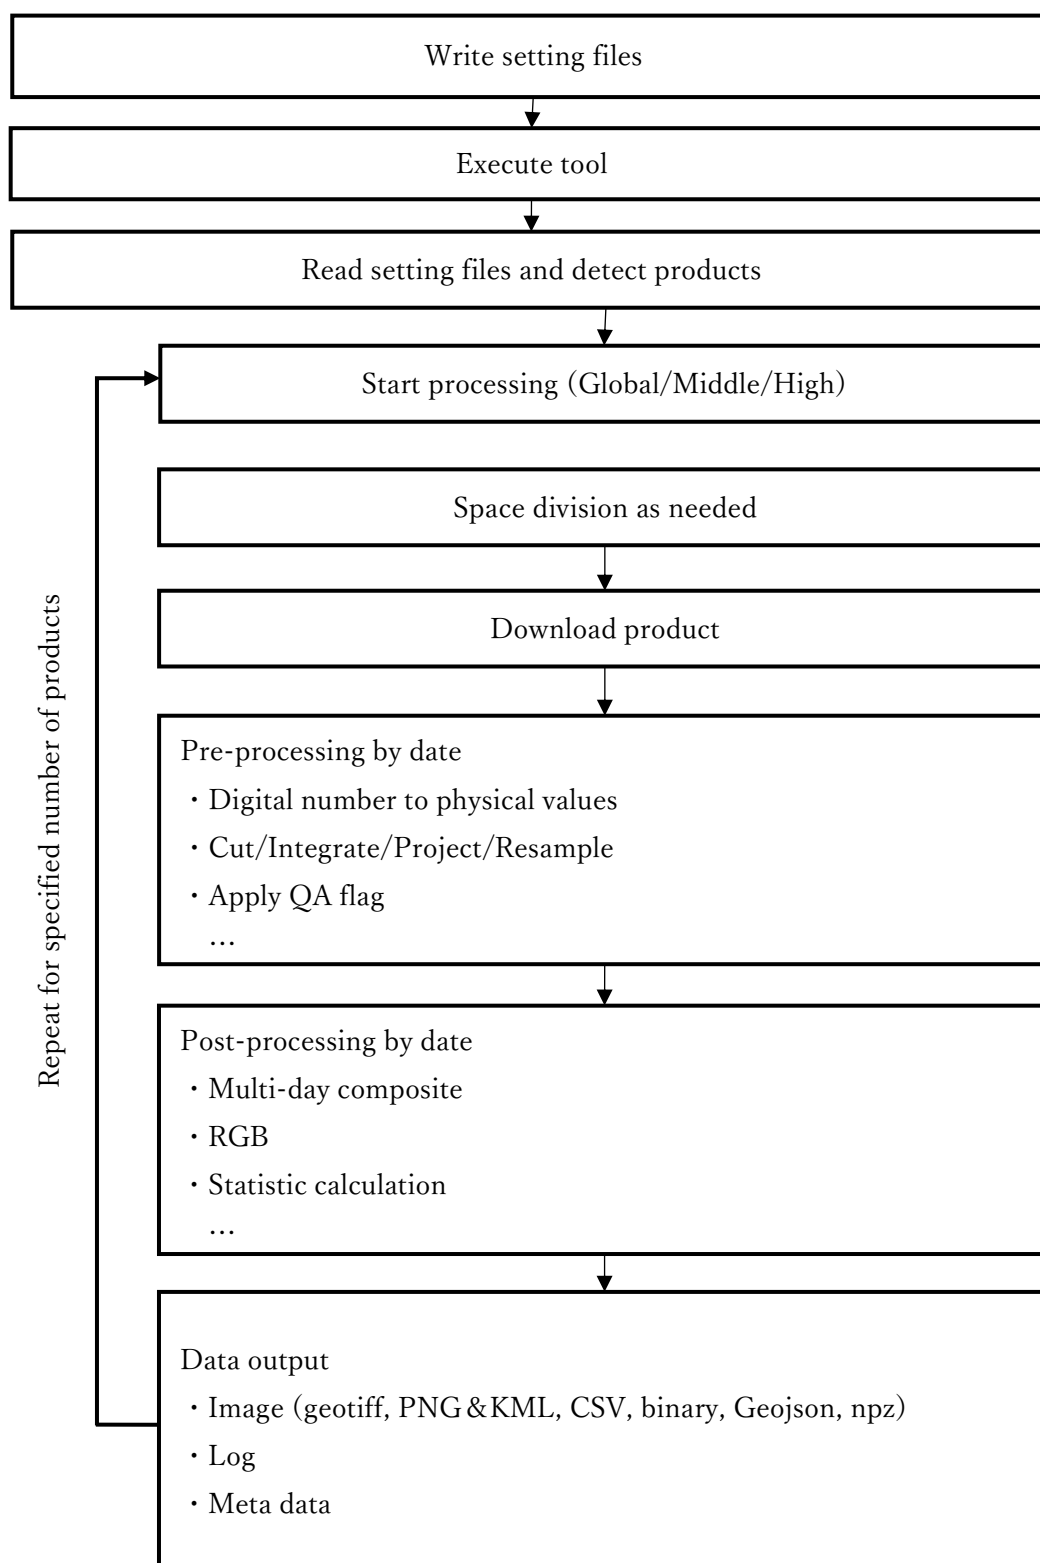 Write setting files
Execute tool
Read setting files and detect products
Start processing (Global/Middle/High)
Space division as needed
Download product
Repeat for specified number of products
Pre-processing by date
・Digital number to physical values
・Cut/Integrate/Project/Resample
・Apply QA flag
…
Post-processing by date
・Multi-day composite
・RGB
・Statistic calculation
…
Data output
・Image (geotiff, PNG&KML, CSV, binary, Geojson, npz)
・Log
・Meta data